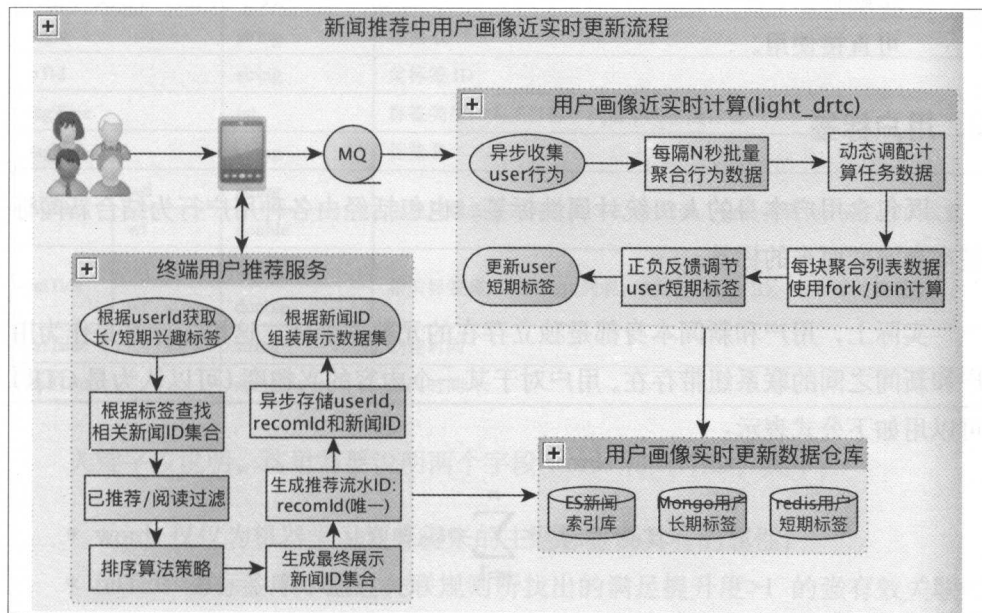 新闻推荐中用户画像近实时更新流程
用户画像近实时计算(light_drtc)
MQ
异步收集
user行为
每隔N秒批量
聚合行为数据
动态调配计
算任务数据
更新user
短期标签
正负反馈调节
user短期标签
每块聚合列表数据
使用fork/join计算
终端用户推荐服务
根据userId获取
长/短期兴趣标签
根据新闻ID
组装展示数据集
根据标签查找
相关新闻ID集合
异步存储userId,
recomId和新闻ID
已推荐/阅读过滤
生成推荐流水ID:
recomId(唯一)
排序算法策略
生成最终展示
新闻ID集合
用户画像实时更新数据仓库
ES新闻
索引库
Mongo用户
长期标签
redis用户
短期标签